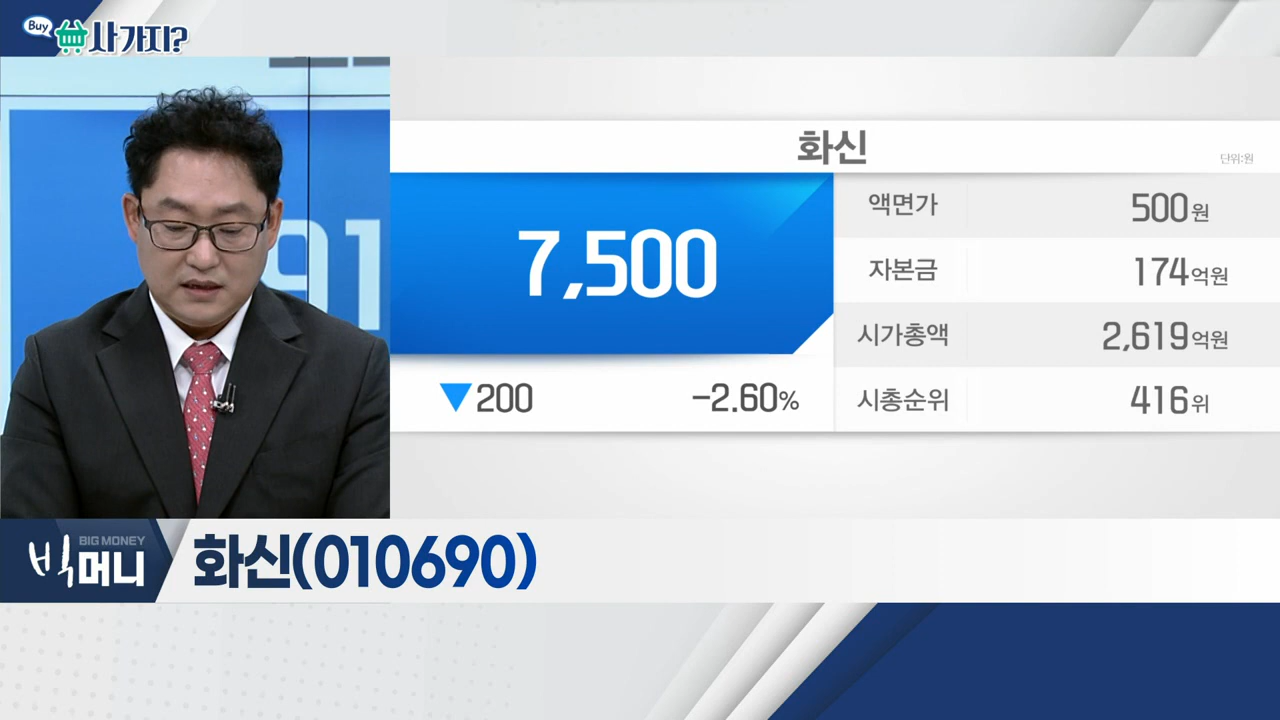 Buy 사가지?
화신
단위:원
7,500
▼200 -2.60%
액면가 500원
자본금 174억원
시가총액 2,619억원
시총순위 416위
91
BIG MONEY
빅머니
화신(010690)